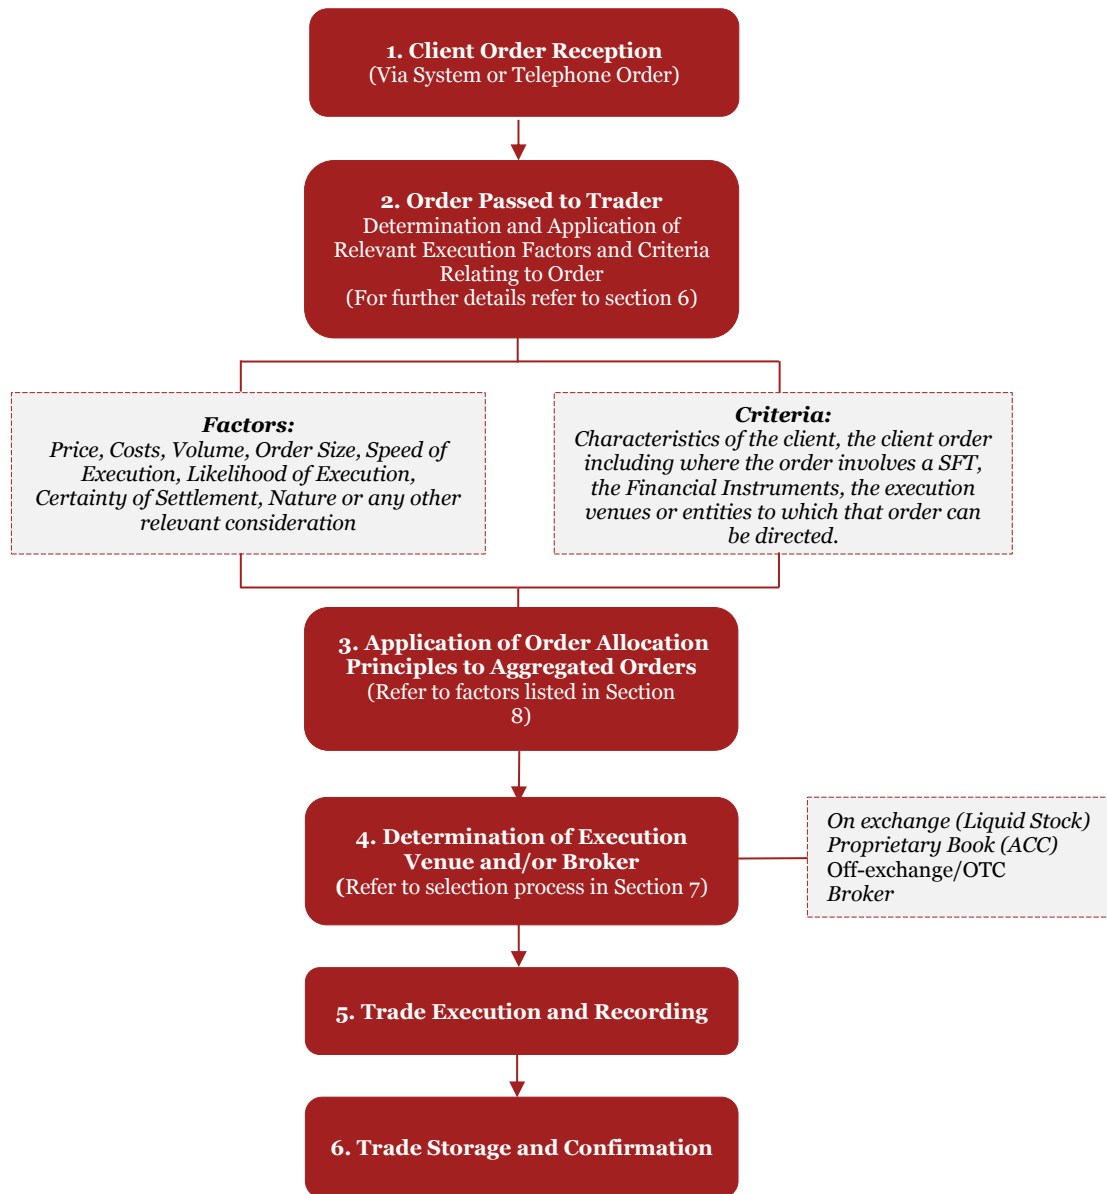 1. Client Order Reception
(Via System or Telephone Order)
2. Order Passed to Trader
Determination and Application of
Relevant Execution Factors and Criteria
Relating to Order
(For further details refer to section 6)
Factors:
Price, Costs, Volume, Order Size, Speed of
Execution, Likelihood of Execution,
Certainty of Settlement, Nature or any other
relevant consideration
Criteria:
Characteristics of the client, the client order
including where the order involves a SFT,
the Financial Instruments, the execution
venues or entities to which that order can
be directed.
3. Application of Order Allocation
Principles to Aggregated Orders
(Refer to factors listed in Section
8)
4. Determination of Execution
Venue and/or Broker
(Refer to selection process in Section 7)
On exchange (Liquid Stock)
Proprietary Book (ACC)
Off-exchange/OTC
Broker
5. Trade Execution and Recording
6. Trade Storage and Confirmation